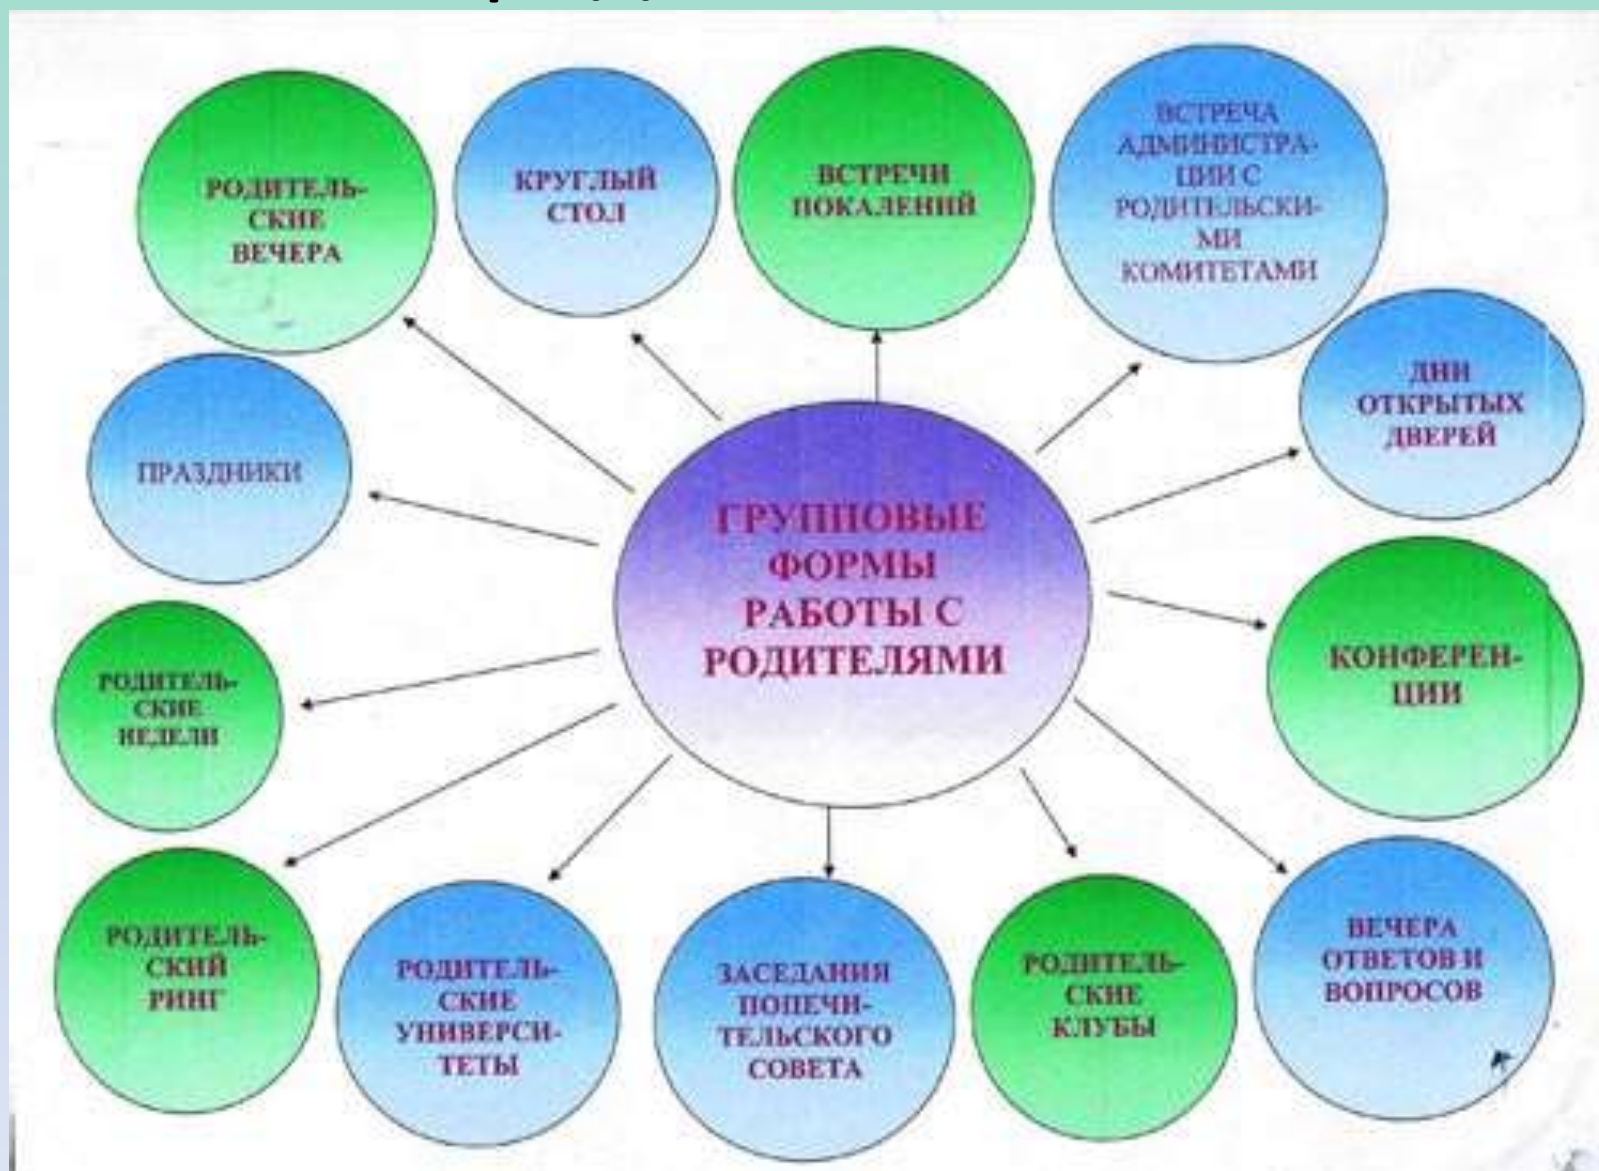 РОДИТЕЛЬ-
СКИЕ
ВЕЧЕРА
КРУГЛЫЙ
СТОЛ
ВСТРЕЧИ
ПОКАЛЕНИЙ
ВСТРЕЧА
АДМИНИСТРА-
ЦИИ С
РОДИТЕЛЬСКИ-
МИ
КОМИТЕТАМИ
ДНИ
ОТКРЫТЫХ
ДВЕРЕЙ
ПРАЗДНИКИ
ГРУППОВЫЕ
ФОРМЫ
РАБОТЫ С
РОДИТЕЛЯМИ
КОНФЕРЕН-
ЦИИ
РОДИТЕЛЬ-
СКИЕ
НЕДЕЛИ
РОДИТЕЛЬ-
СКИЙ
РИНГ
РОДИТЕЛЬ-
СКИЕ
УНИВЕРСИ-
ТЕТЫ
ЗАСЕДАНИЯ
ПОПЕЧИ-
ТЕЛЬСКОГО
СОВЕТА
РОДИТЕЛЬ-
СКИЕ
КЛУБЫ
ВЕЧЕРА
ОТВЕТОВ И
ВОПРОСОВ